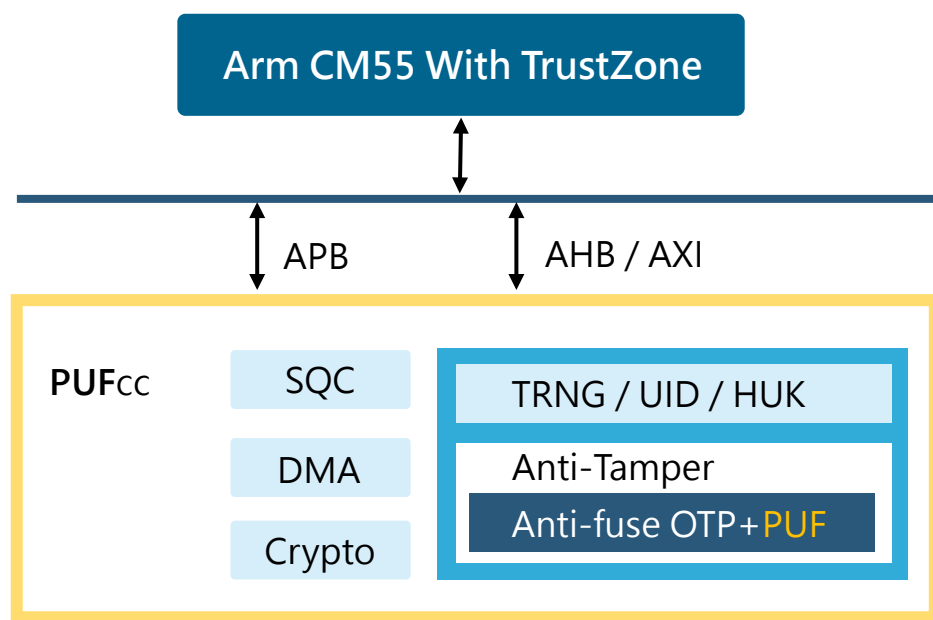 Arm CM55 With TrustZone
APB
AHB / AXI
PUFcc
SQC
DMA
Crypto
TRNG / UID / HUK
Anti-Tamper
Anti-fuse OTP+PUF